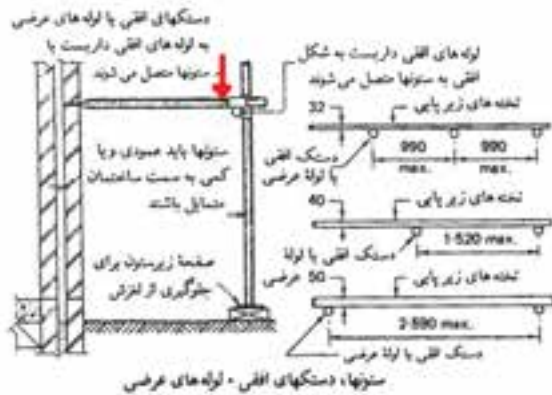 دستکهای افقی یا لوله های عرضی
به لوله های افقی داربست یا
ستونها متصل می شوند
لوله های افقی داربست به شکل
افقی به ستونها متصل می شوند
ستونها باید عمودی و یا
کمی به سمت ساختمان
متمایل باشند
صفحهٔ زیرستون برای
جلوگیری از لغزش
32
تخته های زیر پایی
990
max.
990
max.
دستک افقی
یا لولهٔ عرضی
40
تخته های زیر پایی
1·520 max.
دستک افقی یا لولهٔ
عرضی
50
تخته های زیر پایی
2·590 max.
دستک افقی یا لولهٔ عرضی
ستونها، دستکهای افقی - لوله های عرضی